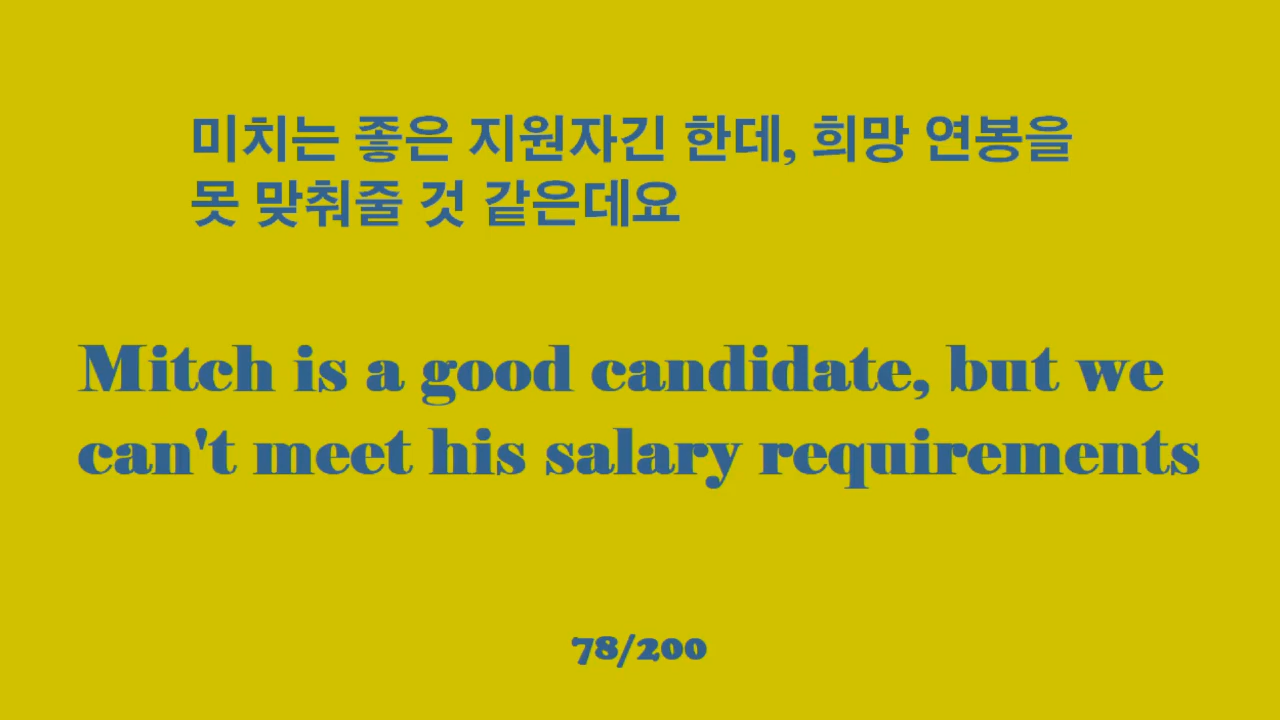 미치는 좋은 지원자긴 한데, 희망 연봉을
못 맞춰줄 것 같은데요
Mitch is a good candidate, but we
can't meet his salary requirements
78/200